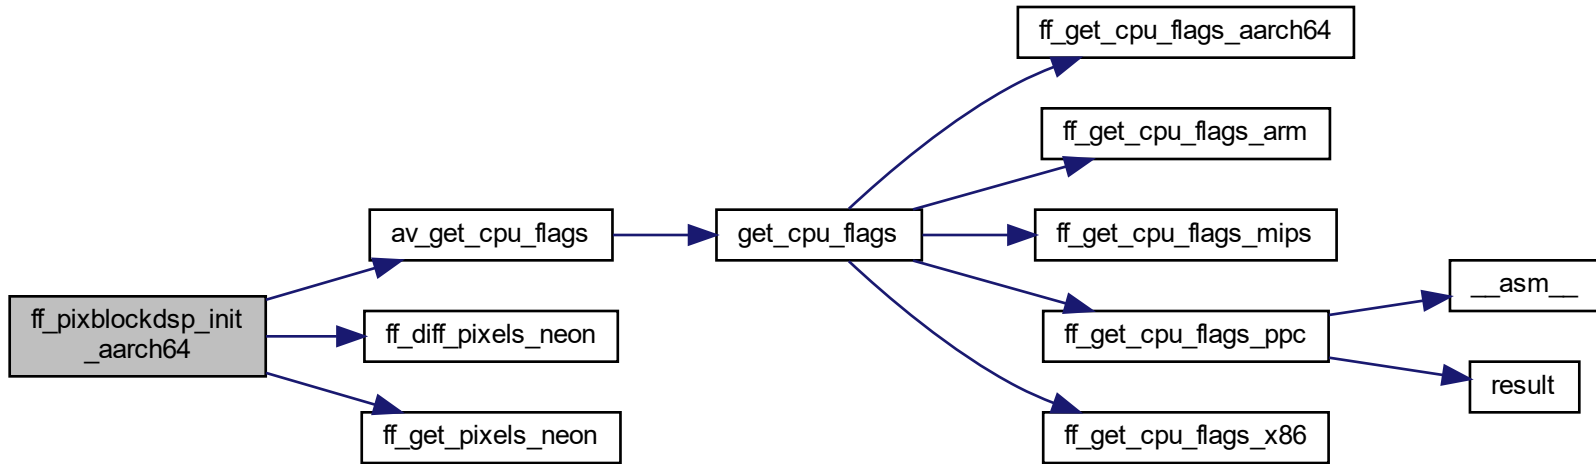 ff_pixblockdsp_init
_aarch64
av_get_cpu_flags
ff_diff_pixels_neon
ff_get_pixels_neon
get_cpu_flags
ff_get_cpu_flags_aarch64
ff_get_cpu_flags_arm
ff_get_cpu_flags_mips
ff_get_cpu_flags_ppc
ff_get_cpu_flags_x86
__asm__
result